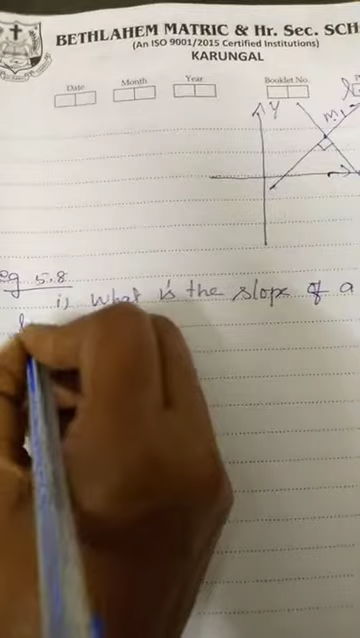 BETHLAHEM MATRIC & Hr. Sec. SCH
(An ISO 9001/2015 Certified Institutions)
KARUNGAL
Date Month Year Booklet No.
Y
m1
eg 5.8
i, What is the slope of a